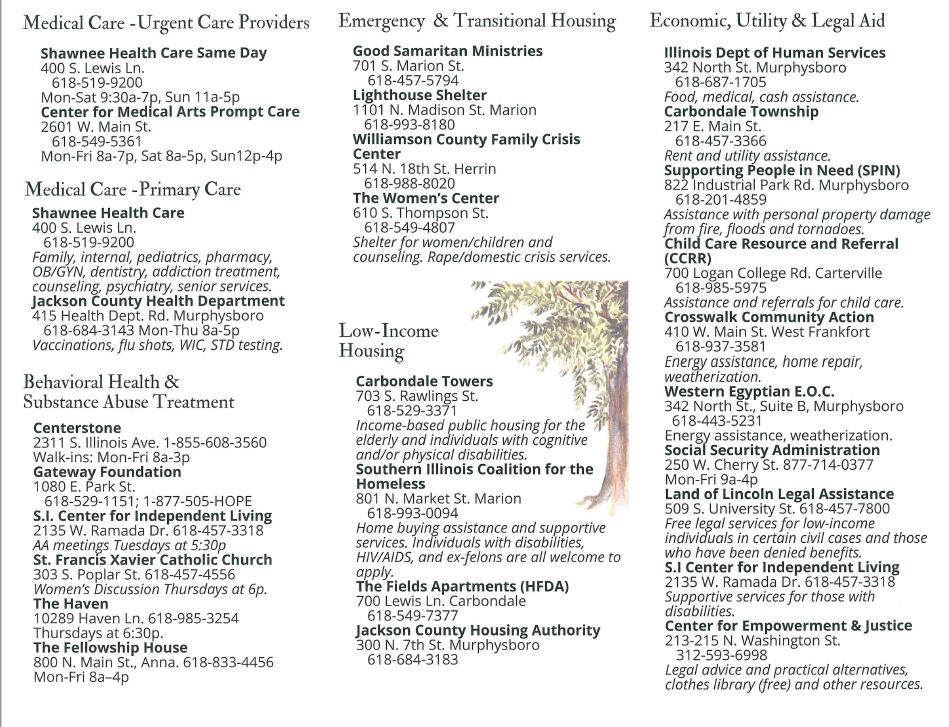 Medical Care -Urgent Care Providers
Shawnee Health Care Same Day
400 S. Lewis Ln.
618-519-9200
Mon-Sat 9:30a-7p, Sun 11a-5p
Center for Medical Arts Prompt Care
2601 W. Main St.
618-549-5361
Mon-Fri 8a-7p, Sat 8a-5p, Sun12p-4p
Medical Care -Primary Care
Shawnee Health Care
400 S. Lewis Ln.
618-519-9200
Family, internal, pediatrics, pharmacy,
OB/GYN, dentistry, addiction treatment,
counseling, psychiatry, senior services.
Jackson County Health Department
415 Health Dept. Rd. Murphysboro
618-684-3143 Mon-Thu 8a-5p
Vaccinations, flu shots, WIC, STD testing.
Behavioral Health &
Substance Abuse Treatment
Centerstone
2311 S. Illinois Ave. 1-855-608-3560
Walk-ins: Mon-Fri 8a-3p
Gateway Foundation
1080 E. Park St.
618-529-1151; 1-877-505-HOPE
S.I. Center for Independent Living
2135 W. Ramada Dr. 618-457-3318
AA meetings Tuesdays at 5:30p
St. Francis Xavier Catholic Church
303 S. Poplar St. 618-457-4556
Women's Discussion Thursdays at 6p.
The Haven
10289 Haven Ln. 618-985-3254
Thursdays at 6:30p.
The Fellowship House
800 N. Main St., Anna. 618-833-4456
Mon-Fri 8a–4p
Emergency & Transitional Housing
Good Samaritan Ministries
701 S. Marion St.
618-457-5794
Lighthouse Shelter
1101 N. Madison St. Marion
618-993-8180
Williamson County Family Crisis
Center
514 N. 18th St. Herrin
618-988-8020
The Women's Center
610 S. Thompson St.
618-549-4807
Shelter for women/children and
counseling. Rape/domestic crisis services.
Low-Income
Housing
Carbondale Towers
703 S. Rawlings St.
618-529-3371
Income-based public housing for the
elderly and individuals with cognitive
and/or physical disabilities.
Southern Illinois Coalition for the
Homeless
801 N. Market St. Marion
618-993-0094
Home buying assistance and supportive
services. Individuals with disabilities,
HIV/AIDS, and ex-felons are all welcome to
apply.
The Fields Apartments (HFDA)
700 Lewis Ln. Carbondale
618-549-7377
Jackson County Housing Authority
300 N. 7th St. Murphysboro
618-684-3183
Economic, Utility & Legal Aid
Illinois Dept of Human Services
342 North St. Murphysboro
618-687-1705
Food, medical, cash assistance.
Carbondale Township
217 E. Main St.
618-457-3366
Rent and utility assistance.
Supporting People in Need (SPIN)
822 Industrial Park Rd. Murphysboro
618-201-4859
Assistance with personal property damage
from fire, floods and tornadoes.
Child Care Resource and Referral
(CCRR)
700 Logan College Rd. Carterville
618-985-5975
Assistance and referrals for child care.
Crosswalk Community Action
410 W. Main St. West Frankfort
618-937-3581
Energy assistance, home repair,
weatherization.
Western Egyptian E.O.C.
342 North St., Suite B, Murphysboro
618-443-5231
Energy assistance, weatherization.
Social Security Administration
250 W. Cherry St. 877-714-0377
Mon-Fri 9a-4p
Land of Lincoln Legal Assistance
509 S. University St. 618-457-7800
Free legal services for low-income
individuals in certain civil cases and those
who have been denied benefits.
S.I Center for Independent Living
2135 W. Ramada Dr. 618-457-3318
Supportive services for those with
disabilities.
Center for Empowerment & Justice
213-215 N. Washington St.
312-593-6998
Legal advice and practical alternatives,
clothes library (free) and other resources.